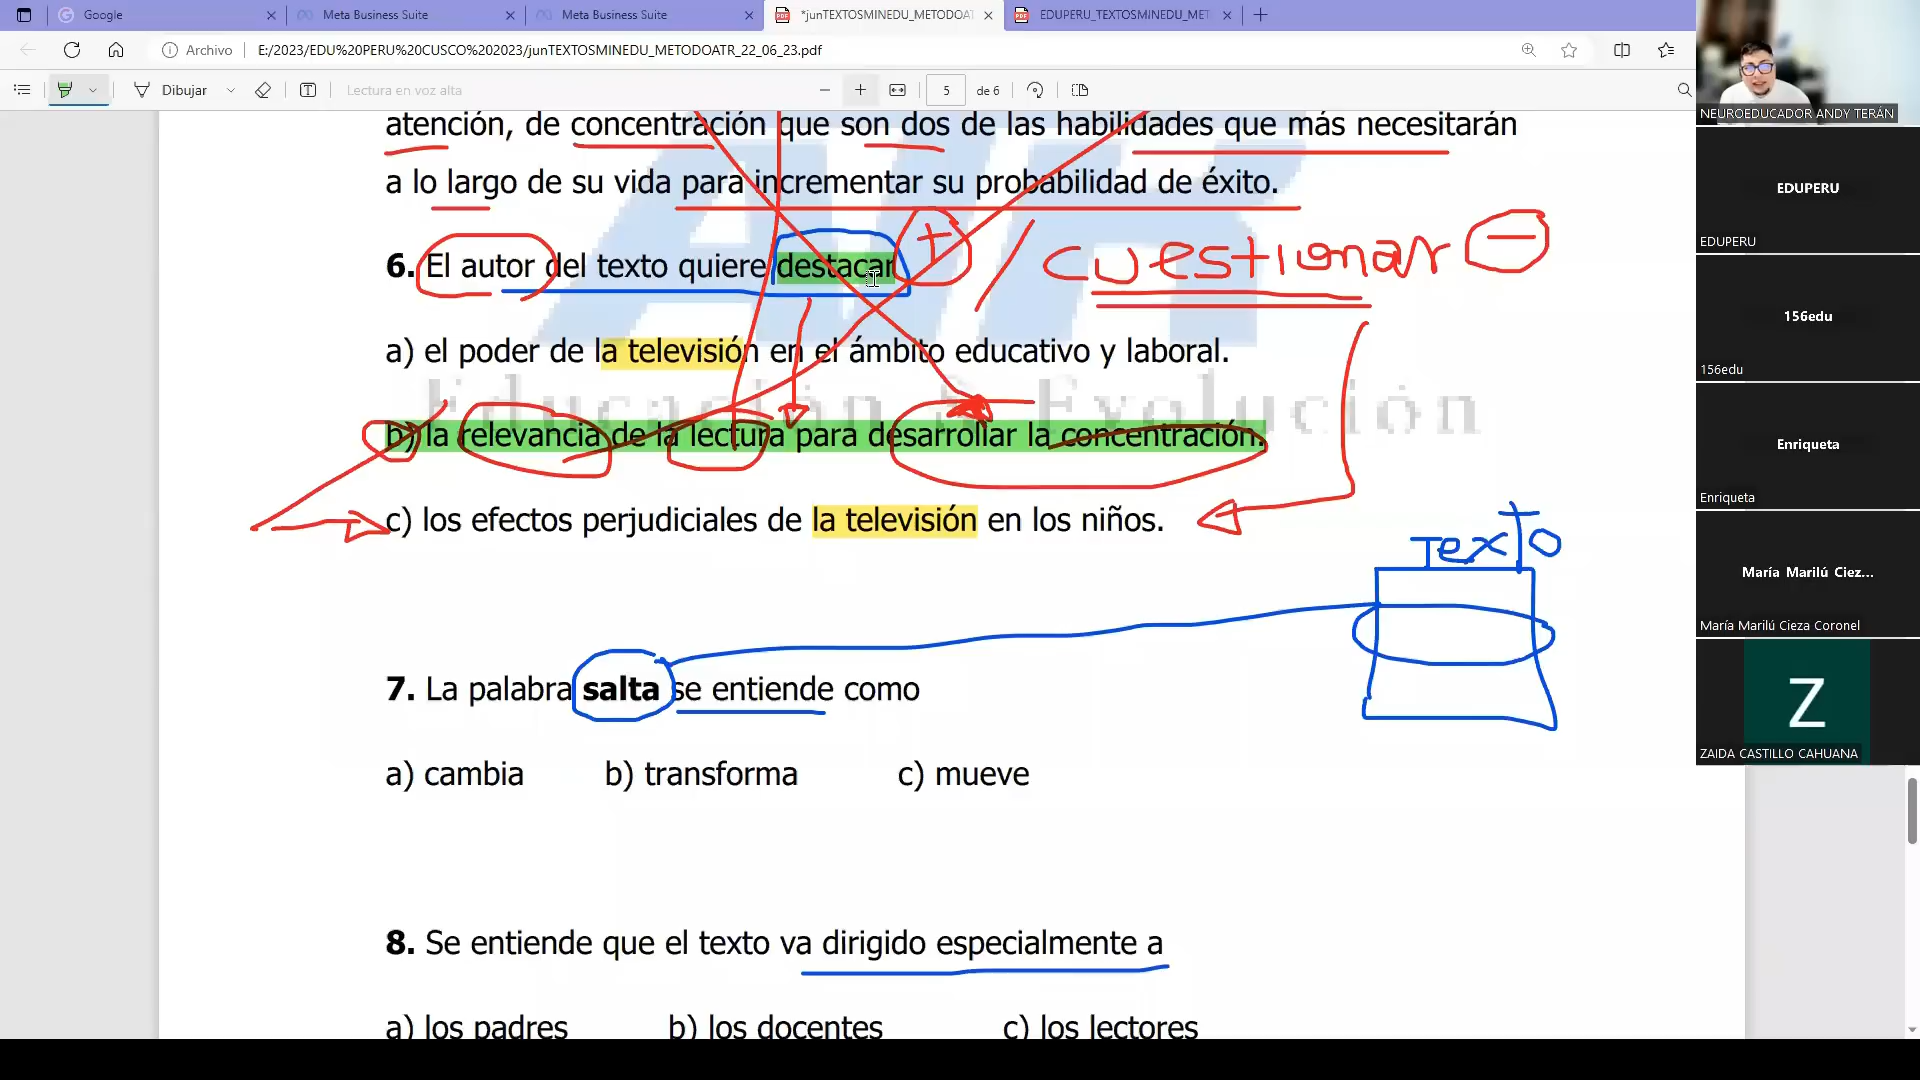 Google
Meta Business Suite
Meta Business Suite
*junTEXTOSMINEDU_METODOAT
EDUPERU_TEXTOSMINEDU_MET
Archivo
E:/2023/EDU%20PERU%20CUSCO%202023/junTEXTOSMINEDU_METODOATR_22_06_23.pdf
Dibujar
Lectura en voz alta
5
de 6
atención, de concentración que son dos de las habilidades que más necesitarán
a lo largo de su vida para incrementar su probabilidad de éxito.
6. El autor del texto quiere destacar
+ / cuestionar −
a) el poder de la televisión en el ámbito educativo y laboral.
Educación & Evolución
b) la relevancia de la lectura para desarrollar la concentración.
c) los efectos perjudiciales de la televisión en los niños.
Texto
7. La palabra salta se entiende como
a) cambia b) transforma c) mueve
8. Se entiende que el texto va dirigido especialmente a
a) los padres b) los docentes c) los lectores
NEUROEDUCADOR ANDY TERÁN
EDUPERU
EDUPERU
156edu
156edu
Enriqueta
Enriqueta
María Marilú Ciez...
María Marilú Cieza Coronel
Z
ZAIDA CASTILLO CAHUANA